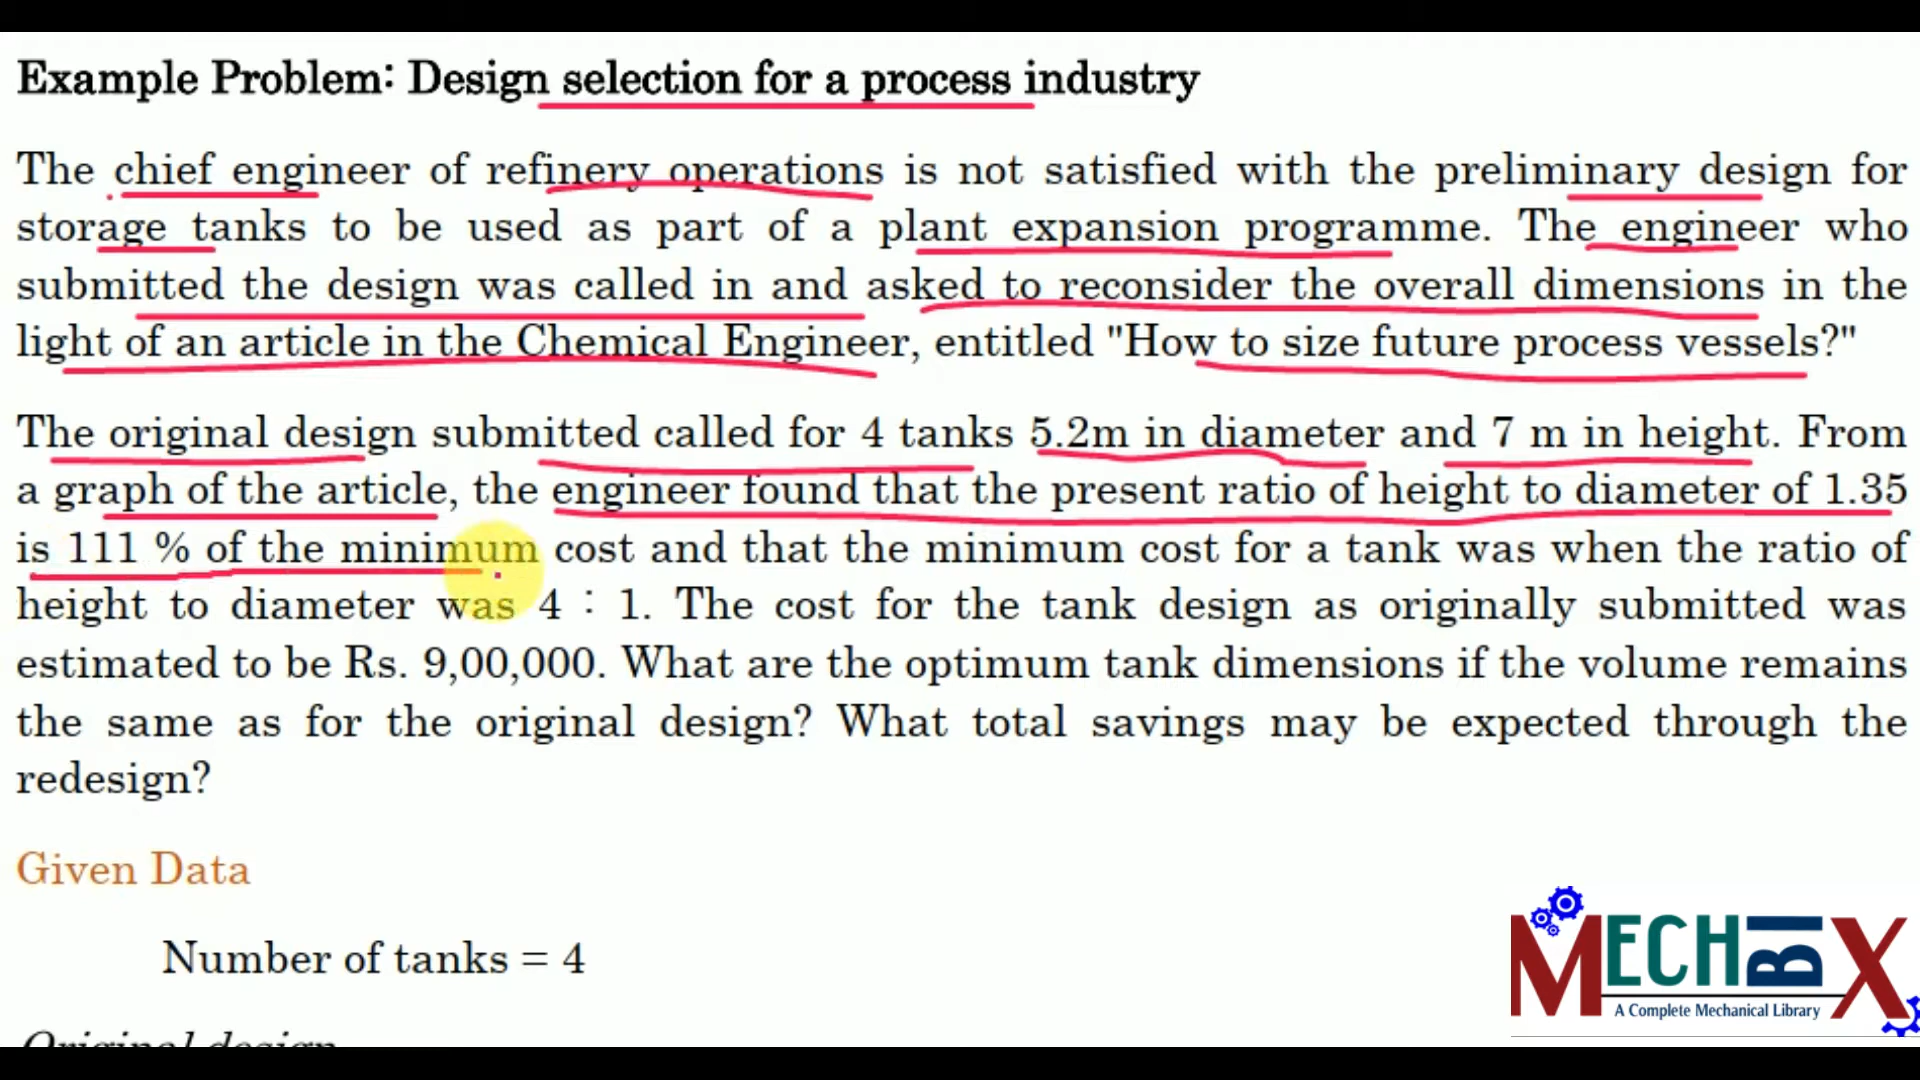 Example Problem: Design selection for a process industry
The chief engineer of refinery operations is not satisfied with the preliminary design for
storage tanks to be used as part of a plant expansion programme. The engineer who
submitted the design was called in and asked to reconsider the overall dimensions in the
light of an article in the Chemical Engineer, entitled "How to size future process vessels?"
The original design submitted called for 4 tanks 5.2m in diameter and 7 m in height. From
a graph of the article, the engineer found that the present ratio of height to diameter of 1.35
is 111 % of the minimum cost and that the minimum cost for a tank was when the ratio of
height to diameter was 4 : 1. The cost for the tank design as originally submitted was
estimated to be Rs. 9,00,000. What are the optimum tank dimensions if the volume remains
the same as for the original design? What total savings may be expected through the
redesign?
Given Data
Number of tanks = 4
Original design
MECHBIX
A Complete Mechanical Library